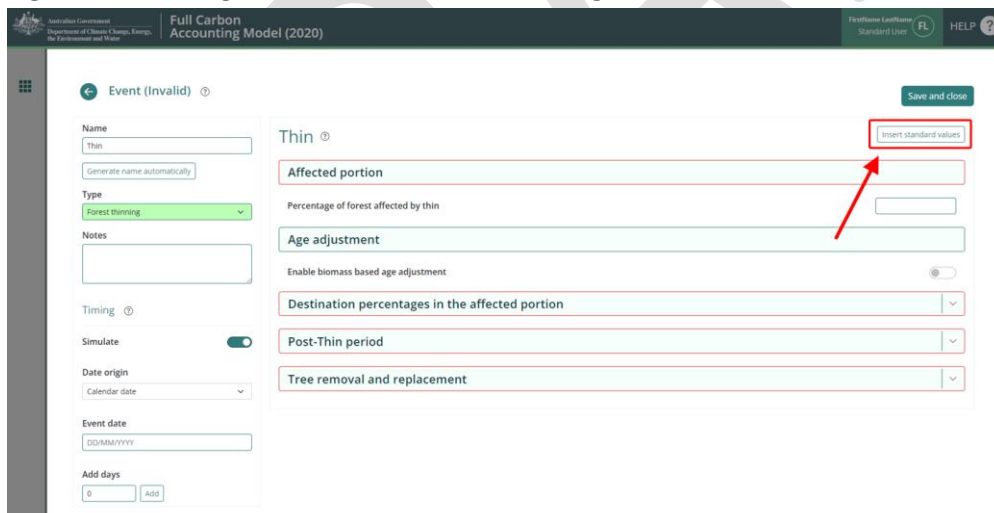 Australian Government
Department of Climate Change, Energy,
the Environment and Water
Full Carbon
Accounting Model (2020)
FirstName LastName
Standard User
FL
HELP ?
Event (Invalid) ?
Save and close
Name
Thin
Generate name automatically
Type
Forest thinning
Notes
Timing ?
Simulate
Date origin
Calendar date
Event date
DD/MM/YYYY
Add days
0 Add
Thin ?
Insert standard values
Affected portion
Percentage of forest affected by thin
Age adjustment
Enable biomass based age adjustment
Destination percentages in the affected portion
Post-Thin period
Tree removal and replacement